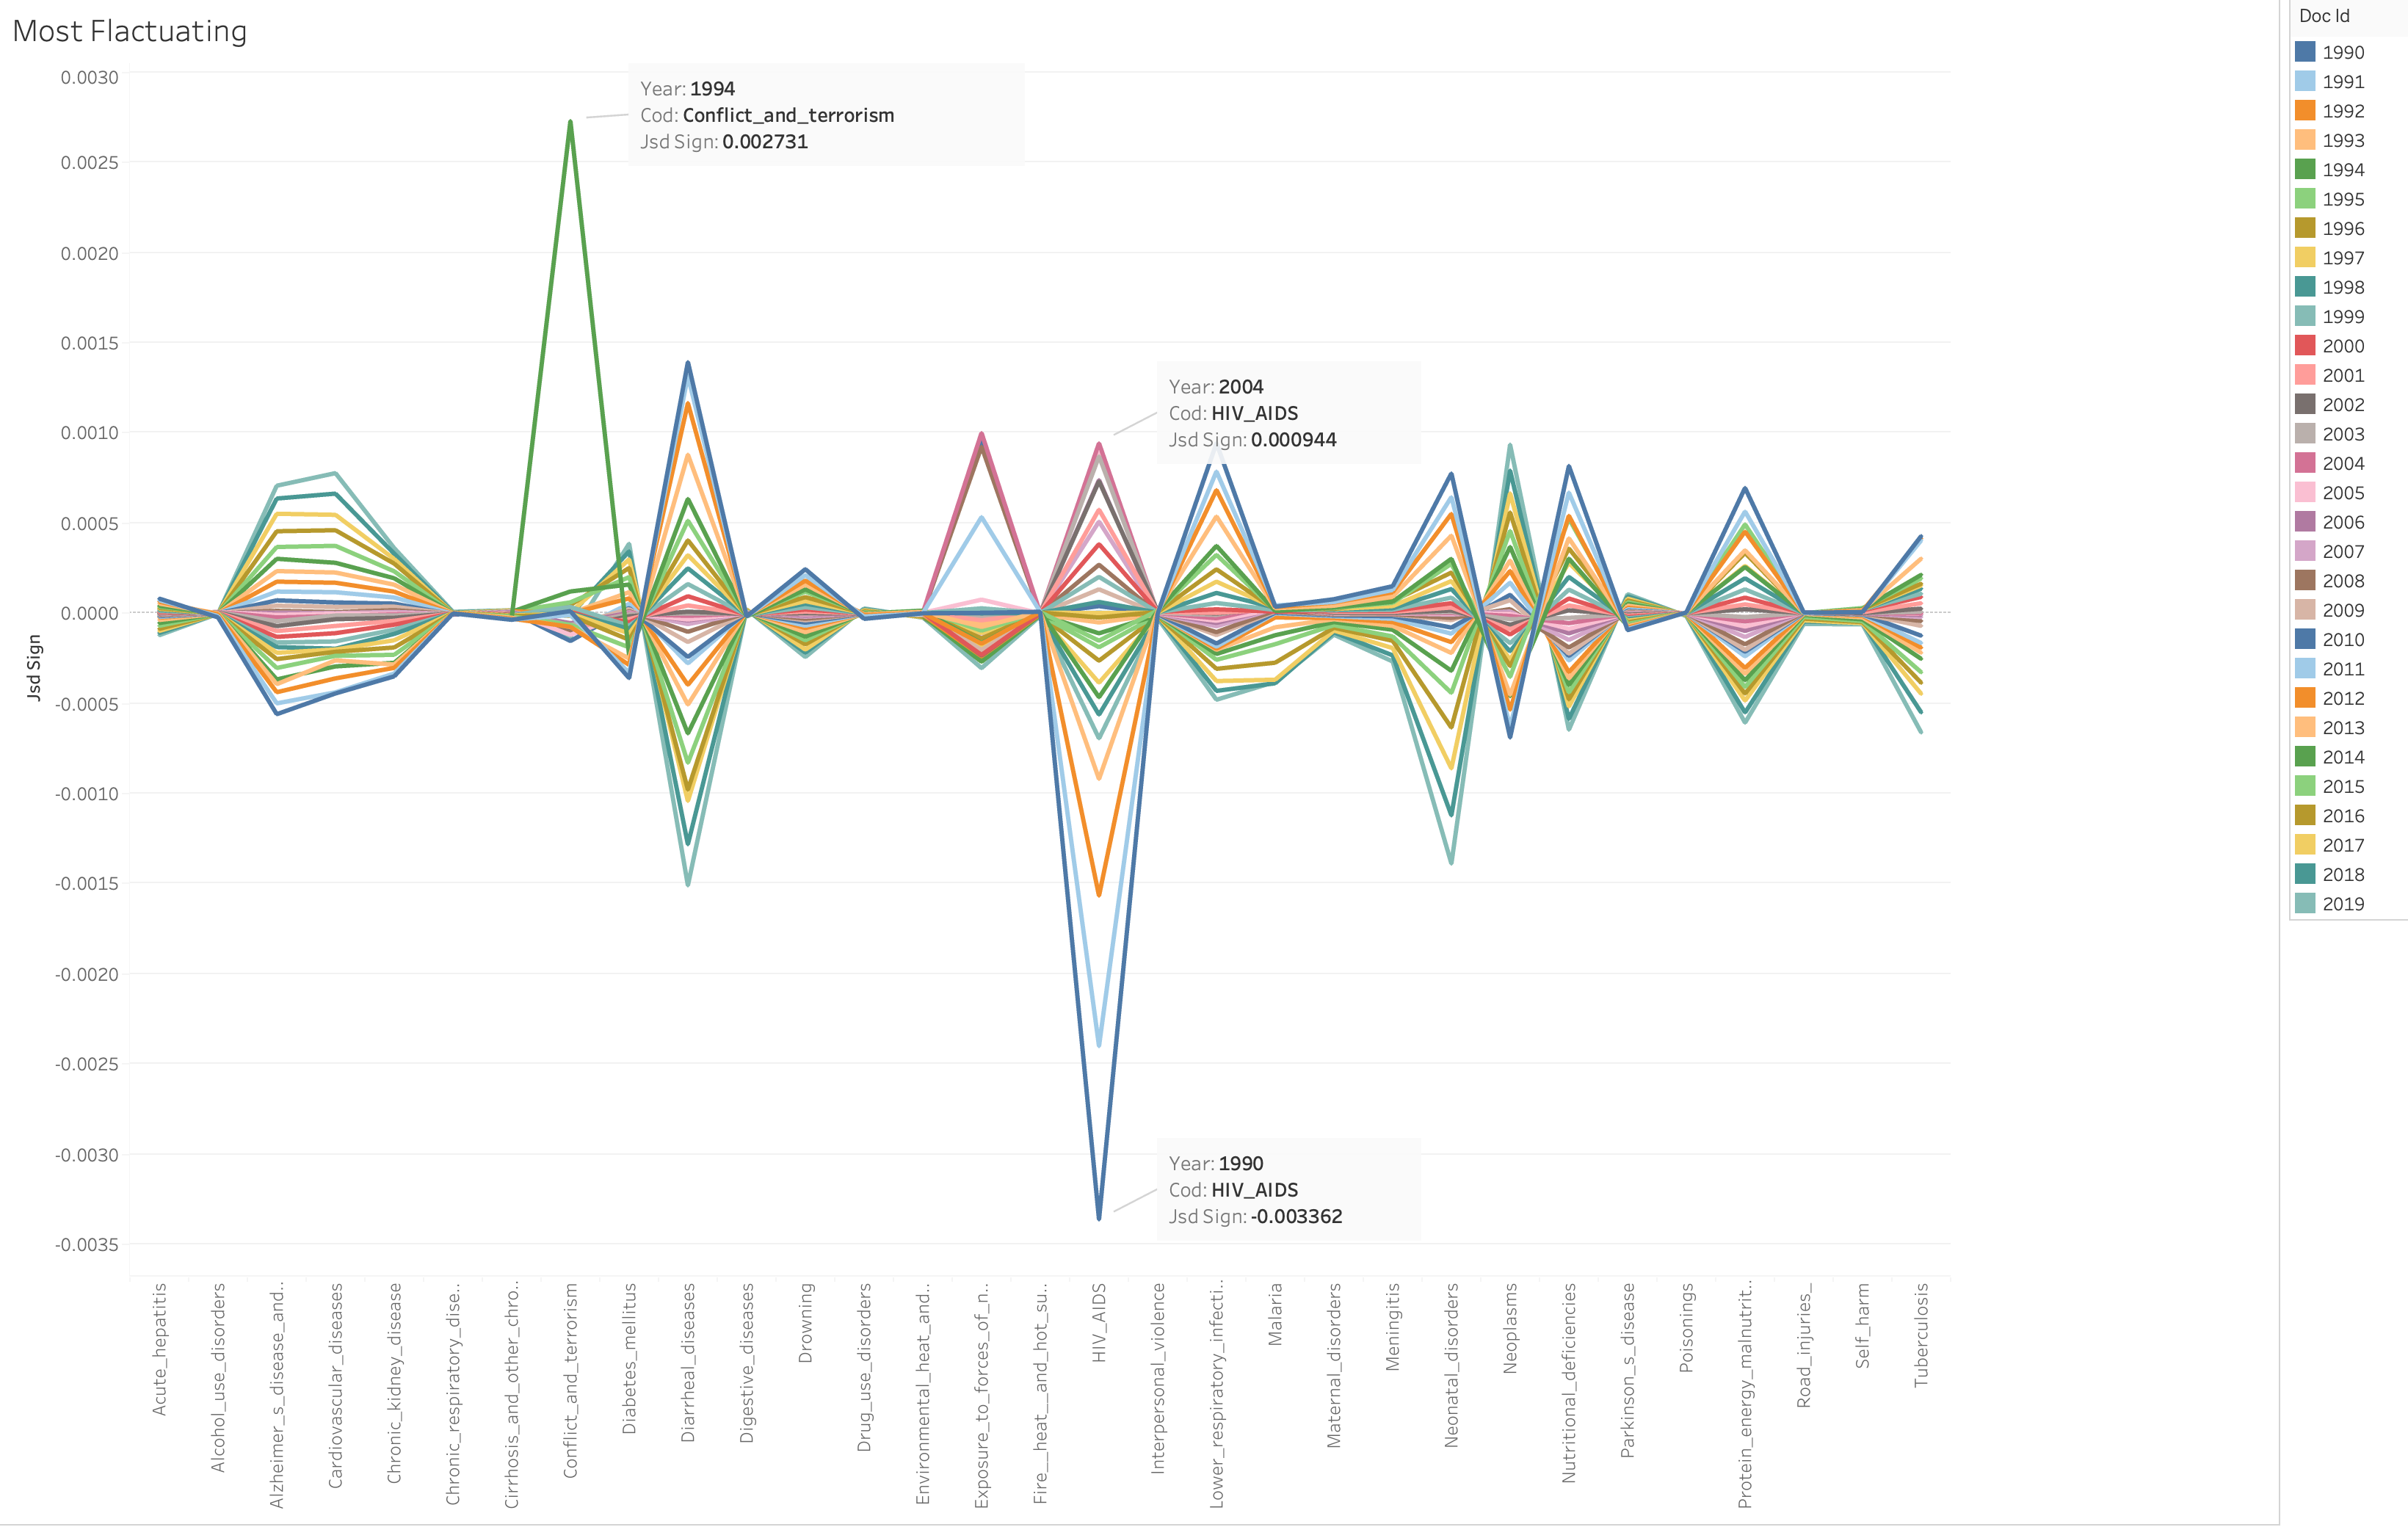 Most Flactuating
Doc Id
1990
1991
1992
1993
1994
1995
1996
1997
1998
1999
2000
2001
2002
2003
2004
2005
2006
2007
2008
2009
2010
2011
2012
2013
2014
2015
2016
2017
2018
2019
Jsd Sign
0.0030
0.0025
0.0020
0.0015
0.0010
0.0005
0.0000
-0.0005
-0.0010
-0.0015
-0.0020
-0.0025
-0.0030
-0.0035
Year: 1994
Cod: Conflict_and_terrorism
Jsd Sign: 0.002731
Year: 2004
Cod: HIV_AIDS
Jsd Sign: 0.000944
Year: 1990
Cod: HIV_AIDS
Jsd Sign: -0.003362
Acute_hepatitis
Alcohol_use_disorders
Alzheimer_s_disease_and..
Cardiovascular_diseases
Chronic_kidney_disease
Chronic_respiratory_dise..
Cirrhosis_and_other_chro..
Conflict_and_terrorism
Diabetes_mellitus
Diarrheal_diseases
Digestive_diseases
Drowning
Drug_use_disorders
Environmental_heat_and..
Exposure_to_forces_of_n..
Fire__heat__and_hot_su..
HIV_AIDS
Interpersonal_violence
Lower_respiratory_infecti..
Malaria
Maternal_disorders
Meningitis
Neonatal_disorders
Neoplasms
Nutritional_deficiencies
Parkinson_s_disease
Poisonings
Protein_energy_malnutrit..
Road_injuries_
Self_harm
Tuberculosis